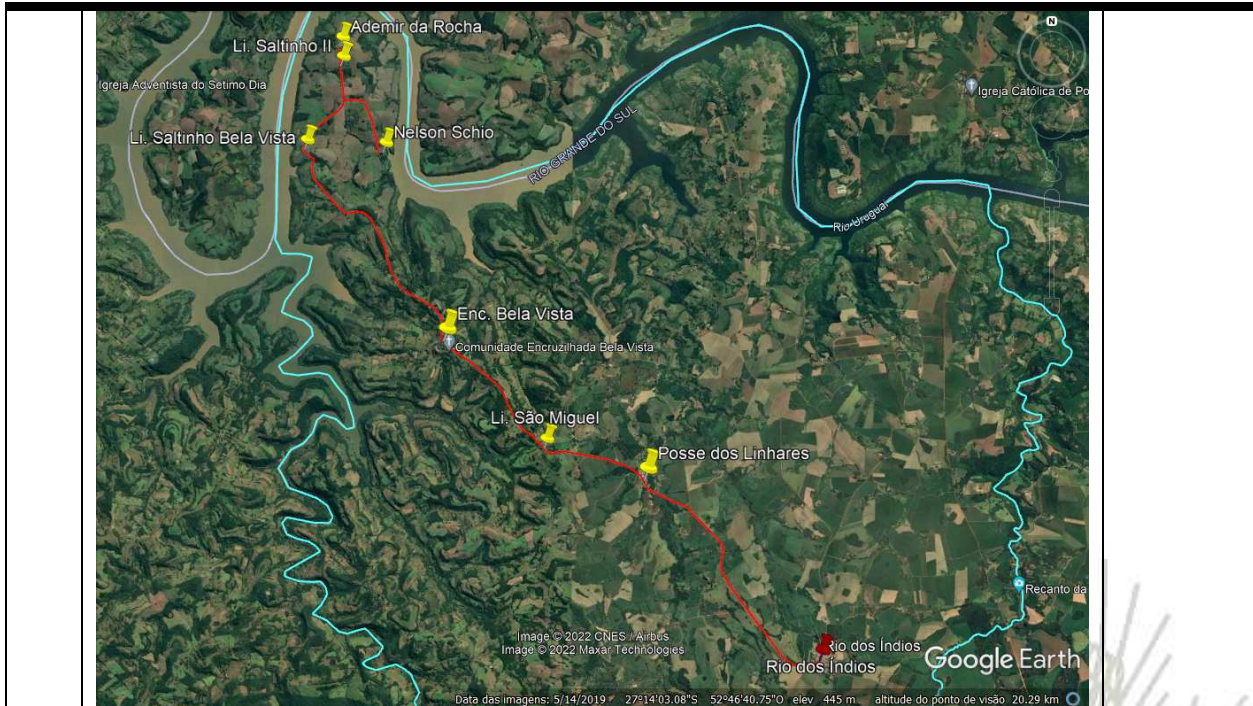 Ademir da Rocha
Li. Saltinho II
Igreja Adventista do Sétimo Dia
N
Igreja Católica de Po
Li. Saltinho Bela Vista
Nelson Schio
RIO GRANDE DO SUL
Rio Uruguai
Enc. Bela Vista
Comunidade Encruzilhada Bela Vista
Li. São Miguel
Posse dos Linhares
Recanto da
Rio dos Índios
Rio dos Índios
Image © 2022 CNES / Airbus
Image © 2022 Maxar Technologies
Google Earth
Data das imagens: 5/14/2019 27°14'03.08"S 52°46'40.75"O elev 445 m altitude do ponto de visão 20.29 km